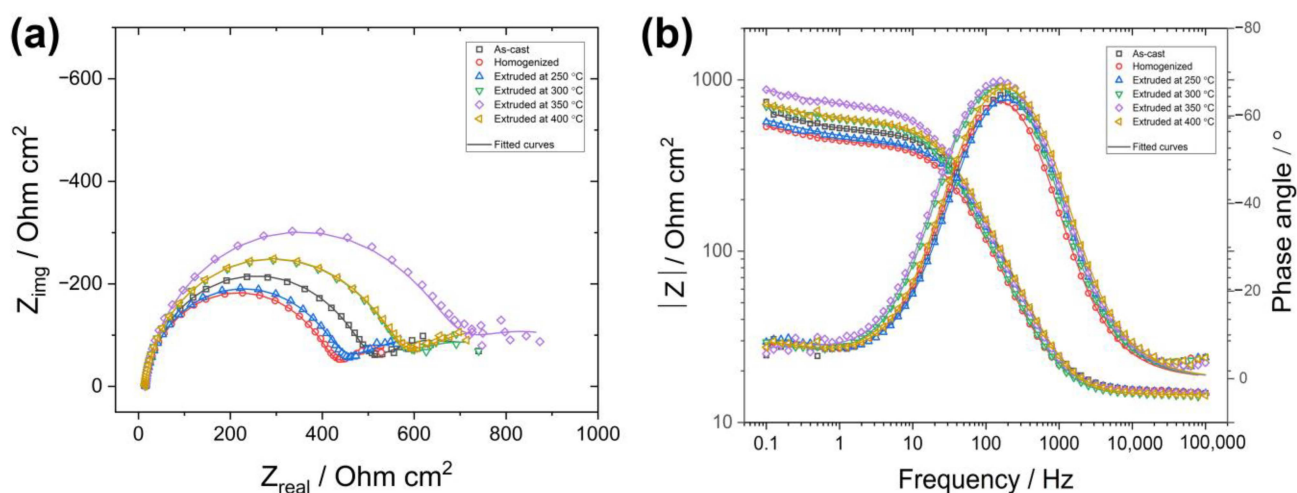 (a)
−600
−400
−200
0
0
200
400
600
800
1000
Z_img / Ohm cm²
Z_real / Ohm cm²
As-cast
Homogenized
Extruded at 250 °C
Extruded at 300 °C
Extruded at 350 °C
Extruded at 400 °C
Fitted curves
(b)
1000
100
10
|Z| / Ohm cm²
0.1
1
10
100
1000
10,000
100,000
Frequency / Hz
−80
−60
−40
−20
0
Phase angle / °
As-cast
Homogenized
Extruded at 250 °C
Extruded at 300 °C
Extruded at 350 °C
Extruded at 400 °C
Fitted curves